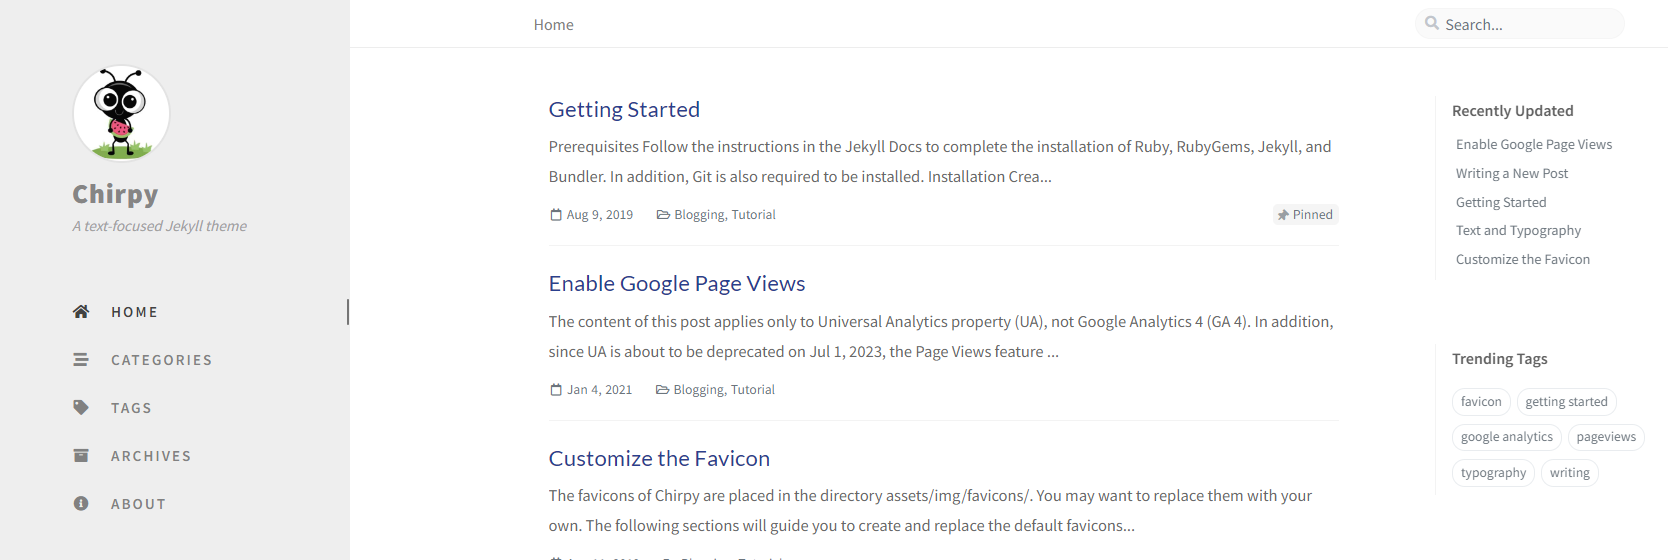 Chirpy
A text-focused Jekyll theme
HOME
CATEGORIES
TAGS
ARCHIVES
ABOUT
Home
Search...
Getting Started
Prerequisites Follow the instructions in the Jekyll Docs to complete the installation of Ruby, RubyGems, Jekyll, and
Bundler. In addition, Git is also required to be installed. Installation Crea...
Aug 9, 2019 Blogging, Tutorial Pinned
Enable Google Page Views
The content of this post applies only to Universal Analytics property (UA), not Google Analytics 4 (GA 4). In addition,
since UA is about to be deprecated on Jul 1, 2023, the Page Views feature ...
Jan 4, 2021 Blogging, Tutorial
Customize the Favicon
The favicons of Chirpy are placed in the directory assets/img/favicons/. You may want to replace them with your
own. The following sections will guide you to create and replace the default favicons...
Recently Updated
Enable Google Page Views
Writing a New Post
Getting Started
Text and Typography
Customize the Favicon
Trending Tags
favicon getting started
google analytics pageviews
typography writing